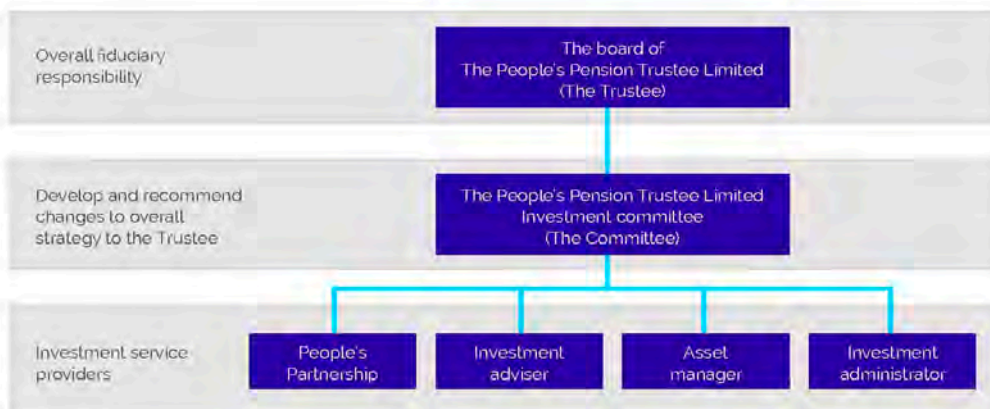 Overall fiduciary
responsibility
The board of
The People's Pension Trustee Limited
(The Trustee)
Develop and recommend
changes to overall
strategy to the Trustee
The People's Pension Trustee Limited
Investment committee
(The Committee)
Investment service
providers
People's
Partnership
Investment
adviser
Asset
manager
Investment
administrator